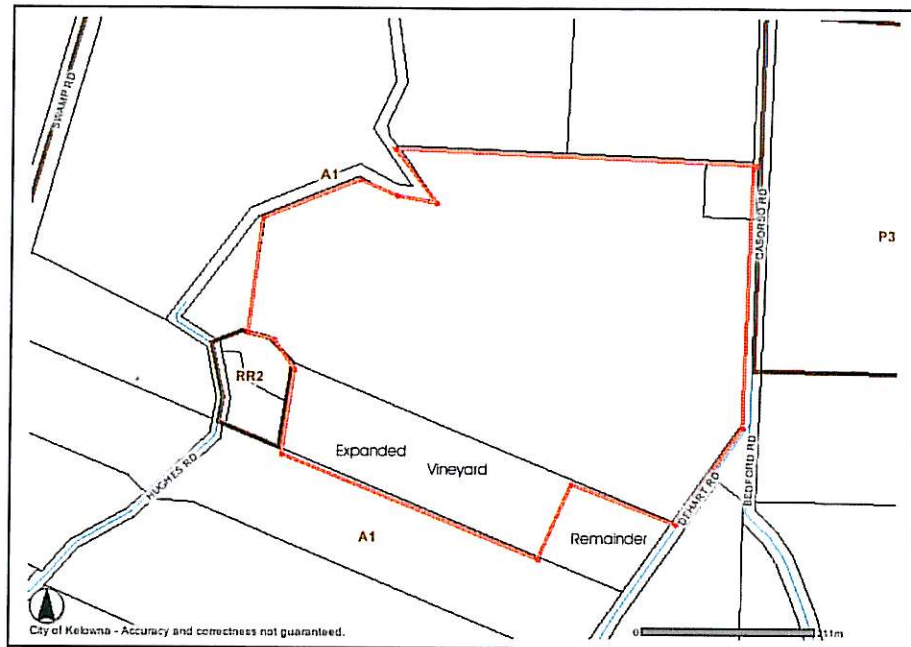 SWAMP RD
A1
CASORSO RD
P3
RR2
Expanded
Vineyard
HUGHES RD
DEHART RD
BEDFORD RD
A1
Remainder
City of Kelowna - Accuracy and correctness not guaranteed.
0